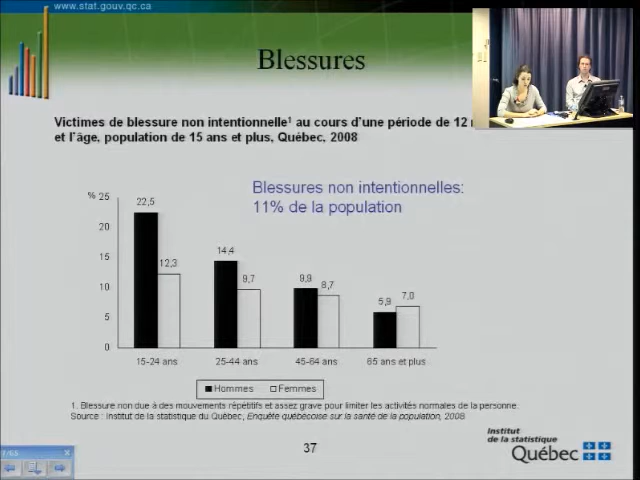 www.stat.gouv.qc.ca
Blessures
Victimes de blessure non intentionnelle¹ au cours d'une période de 12
et l'âge, population de 15 ans et plus, Québec, 2008
Blessures non intentionnelles:
11% de la population
% 25
20
15
10
5
0
22,5
12,3
14,4
9,7
9,9
8,7
5,9
7,0
15-24 ans
25-44 ans
45-64 ans
65 ans et plus
Hommes
Femmes
1. Blessure non due à des mouvements répétitifs et assez grave pour limiter les activités normales de la personne.
Source : Institut de la statistique du Québec, Enquête québécoise sur la santé de la population, 2008
37
Institut
de la statistique
Québec